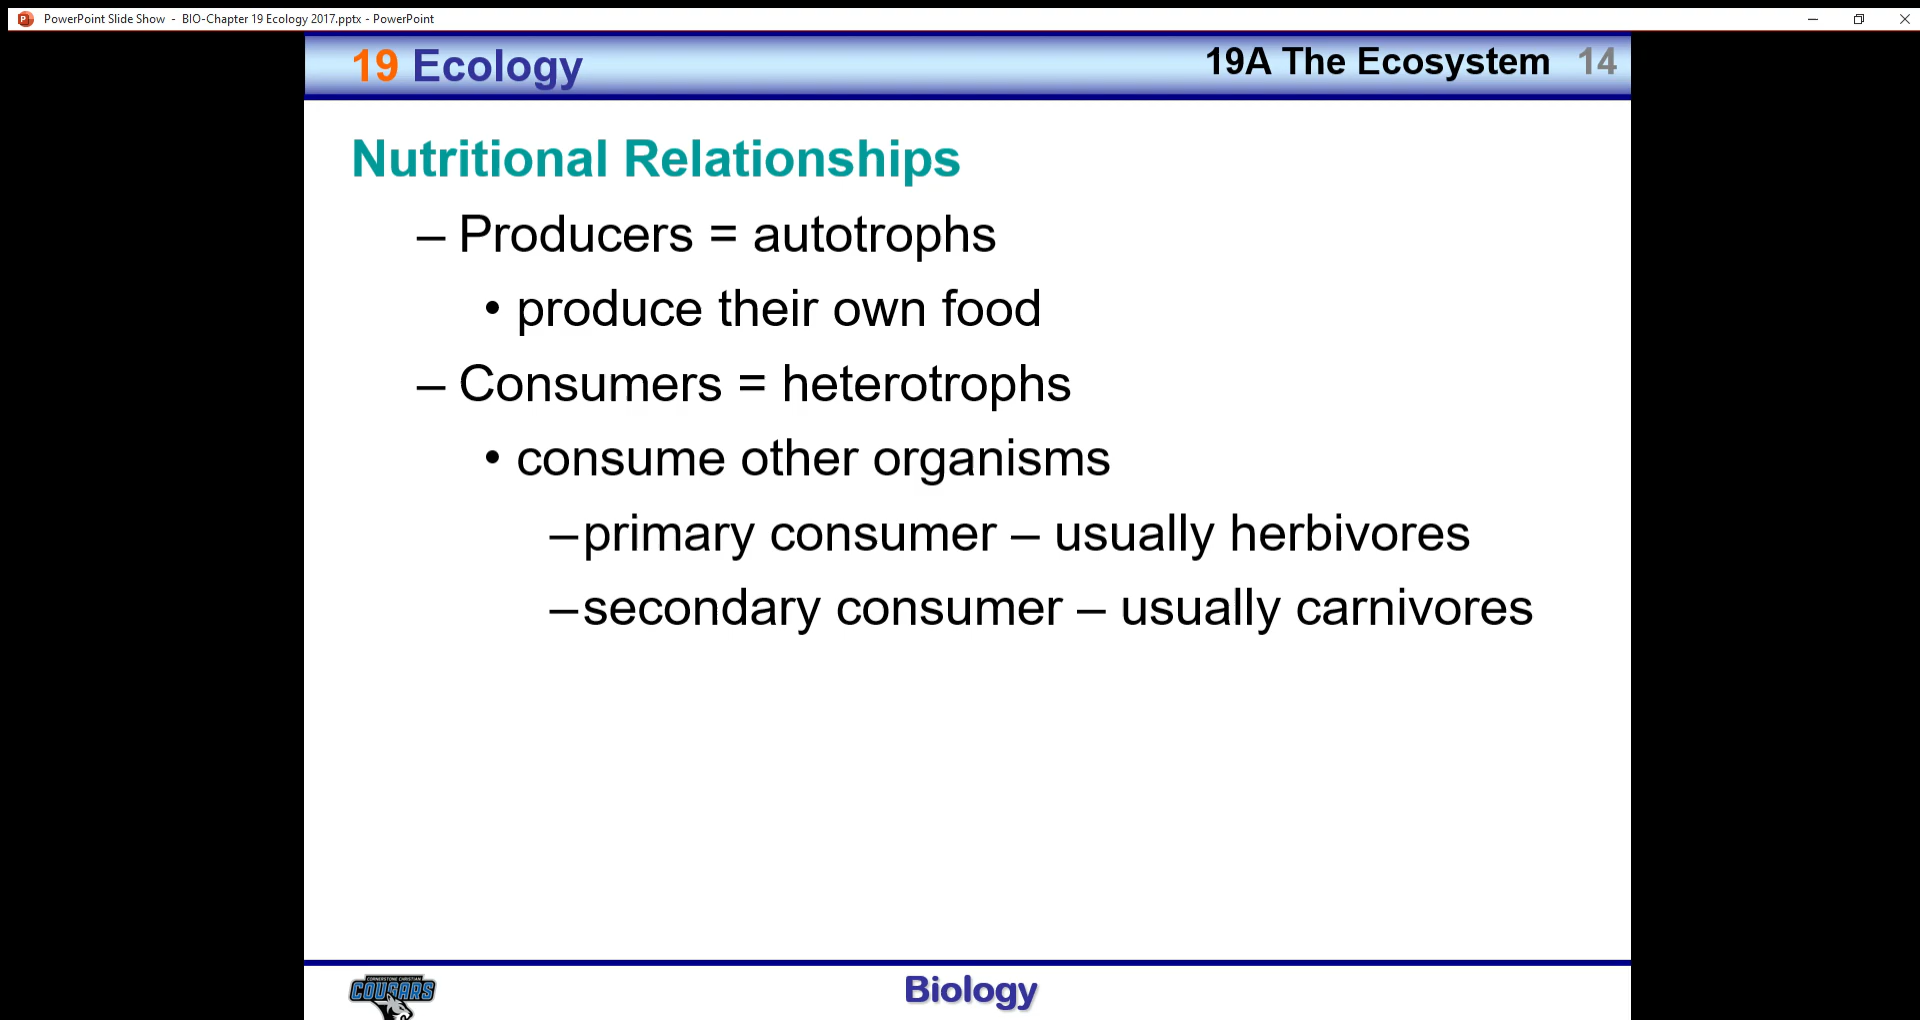 PowerPoint Slide Show - BIO-Chapter 19 Ecology 2017.pptx - PowerPoint
19 Ecology
19A The Ecosystem 14
Nutritional Relationships
– Producers = autotrophs
• produce their own food
– Consumers = heterotrophs
• consume other organisms
–primary consumer – usually herbivores
–secondary consumer – usually carnivores
CORNERSTONE CHRISTIAN
COUGARS
Biology